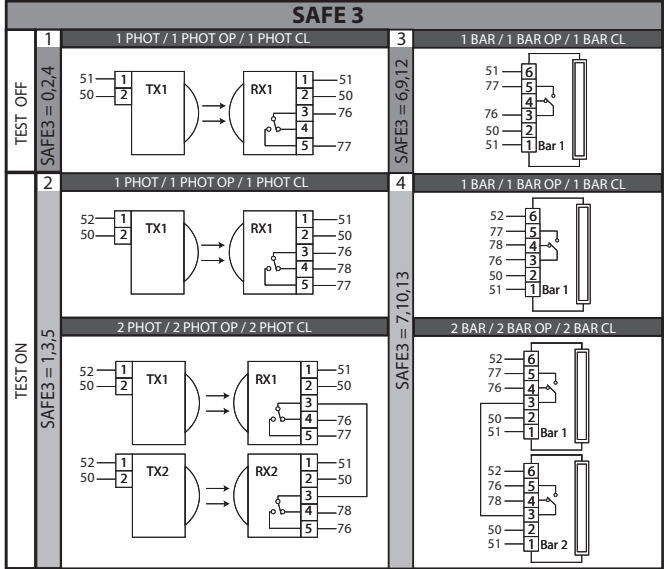 SAFE 3
TEST OFF
SAFE3 = 0,2,4
1
1 PHOT / 1 PHOT OP / 1 PHOT CL
51 1
50 2
TX1
RX1
1 51
2 50
3 76
4
5 77
SAFE3 = 6,9,12
3
1 BAR / 1 BAR OP / 1 BAR CL
51 6
77 5
4
76 3
50 2
51 1 Bar 1
TEST ON
SAFE3 = 1,3,5
2
1 PHOT / 1 PHOT OP / 1 PHOT CL
52 1
50 2
TX1
RX1
1 51
2 50
3 76
4 78
5 77
2 PHOT / 2 PHOT OP / 2 PHOT CL
52 1
50 2
TX1
RX1
1 51
2 50
3
4 76
5 77
52 1
50 2
TX2
RX2
1 51
2 50
3
4 78
5 76
SAFE3 = 7,10,13
4
1 BAR / 1 BAR OP / 1 BAR CL
52 6
77 5
78 4
76 3
50 2
51 1 Bar 1
2 BAR / 2 BAR OP / 2 BAR CL
52 6
77 5
76 4
3
50 2
51 1 Bar 1
52 6
76 5
78 4
3
50 2
51 1 Bar 2